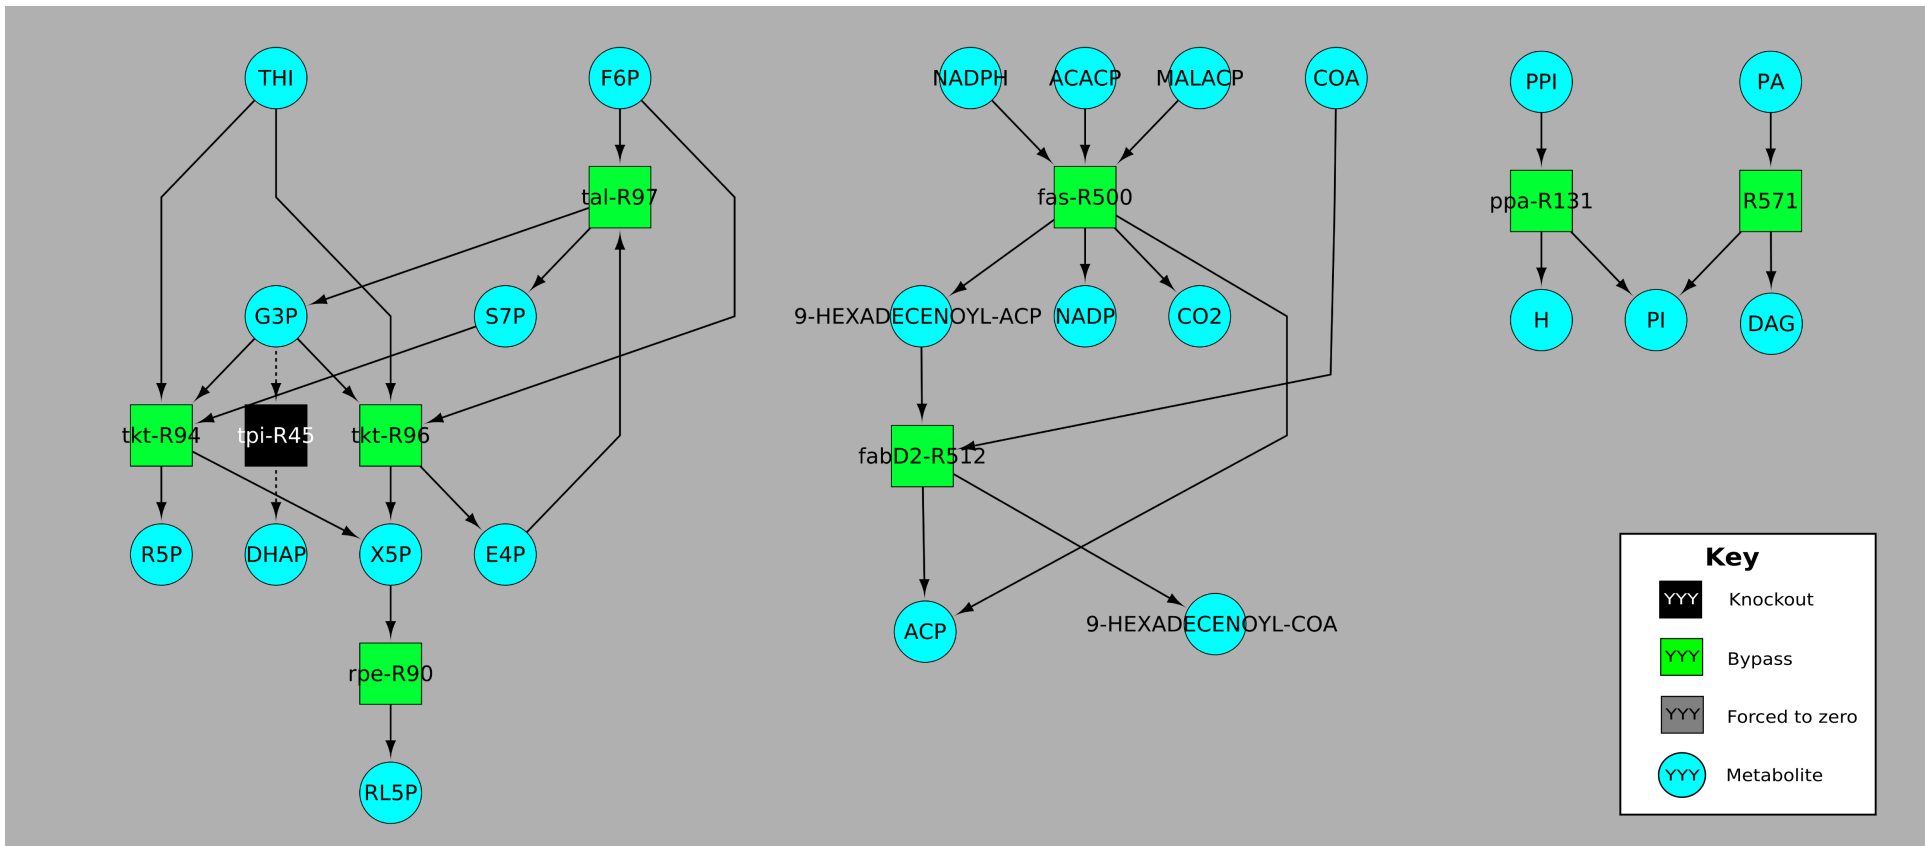 THI
F6P
NADPH
ACACP
MALACP
COA
PPI
PA
tal-R97
fas-R500
ppa-R131
R571
G3P
S7P
9-HEXADECENOYL-ACP
NADP
CO2
H
PI
DAG
tkt-R94
tpi-R45
tkt-R96
fabD2-R512
R5P
DHAP
X5P
E4P
ACP
9-HEXADECENOYL-COA
rpe-R90
RL5P
Key
YYY Knockout
YYY Bypass
YYY Forced to zero
YYY Metabolite